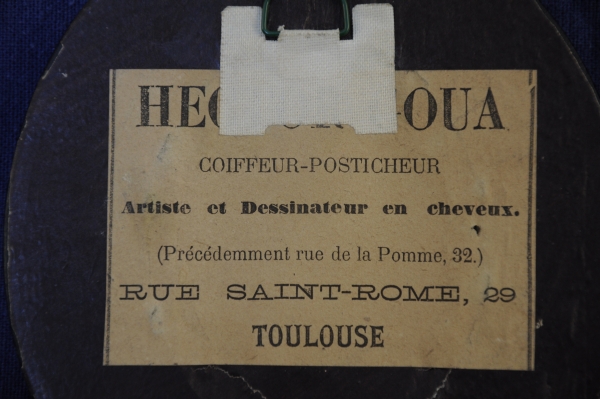 COIFFEUR-POSTICHEUR
Artiste et Dessinateur en cheveux.
(Précédemment rue de la Pomme, 32.)
RUE SAINT-ROME, 29
TOULOUSE